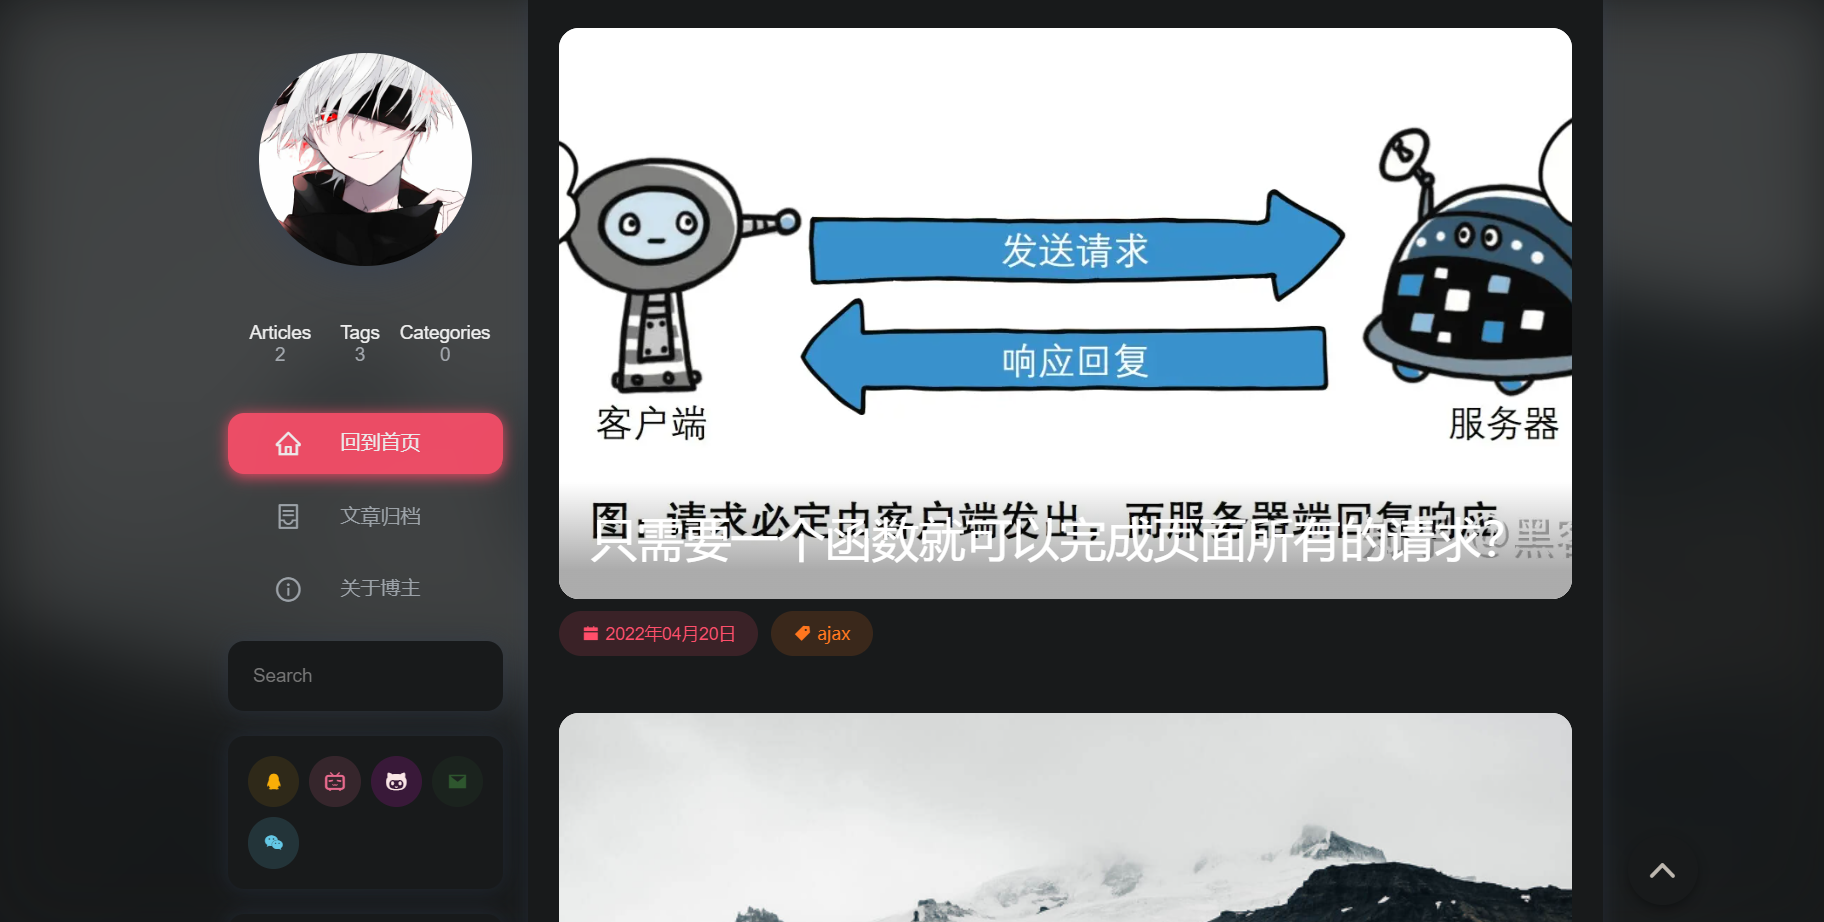 Articles
2
Tags
3
Categories
0
回到首页
文章归档
关于博主
Search
发送请求
响应回复
客户端
服务器
图：请求必定由客户端发出，而服务器端回复响应
只需要一个函数就可以完成页面所有的请求?
@黑客
2022年04月20日
ajax